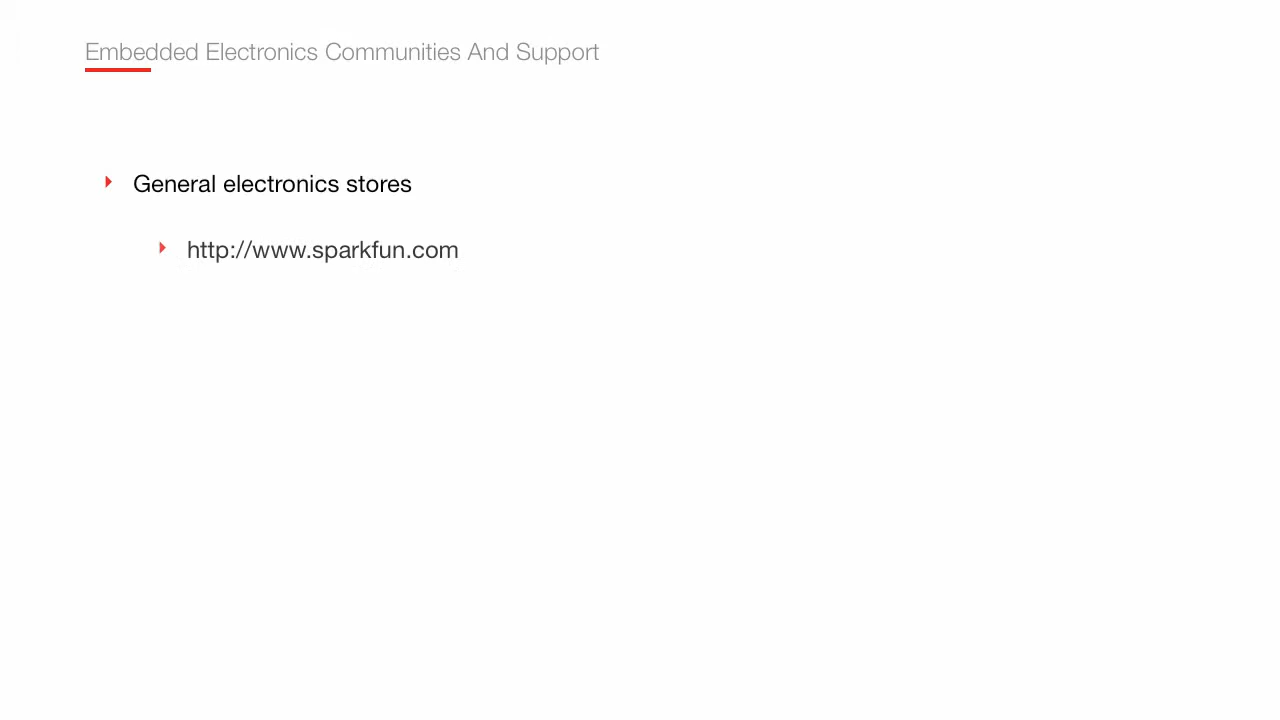 Embedded Electronics Communities And Support
General electronics stores
http://www.sparkfun.com